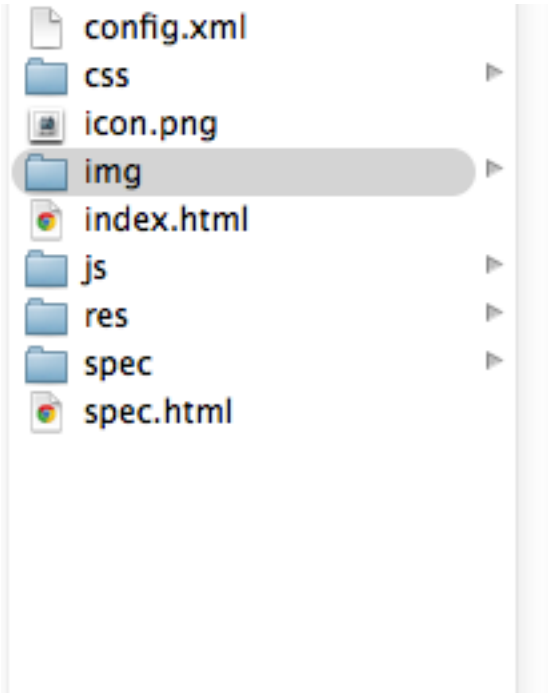 config.xml
css
icon.png
img
index.html
js
res
spec
spec.html